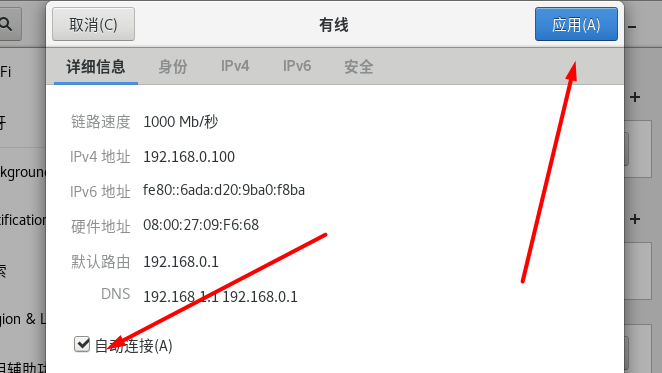 取消(C)
有线
应用(A)
详细信息
身份
IPv4
IPv6
安全
Fi
链路速度 1000 Mb/秒
IPv4 地址 192.168.0.100
IPv6 地址 fe80::6ada:d20:9ba0:f8ba
kground
硬件地址 08:00:27:09:F6:68
tification
默认路由 192.168.0.1
索
DNS 192.168.1.1 192.168.0.1
gion & L
自动连接(A)
用辅助功